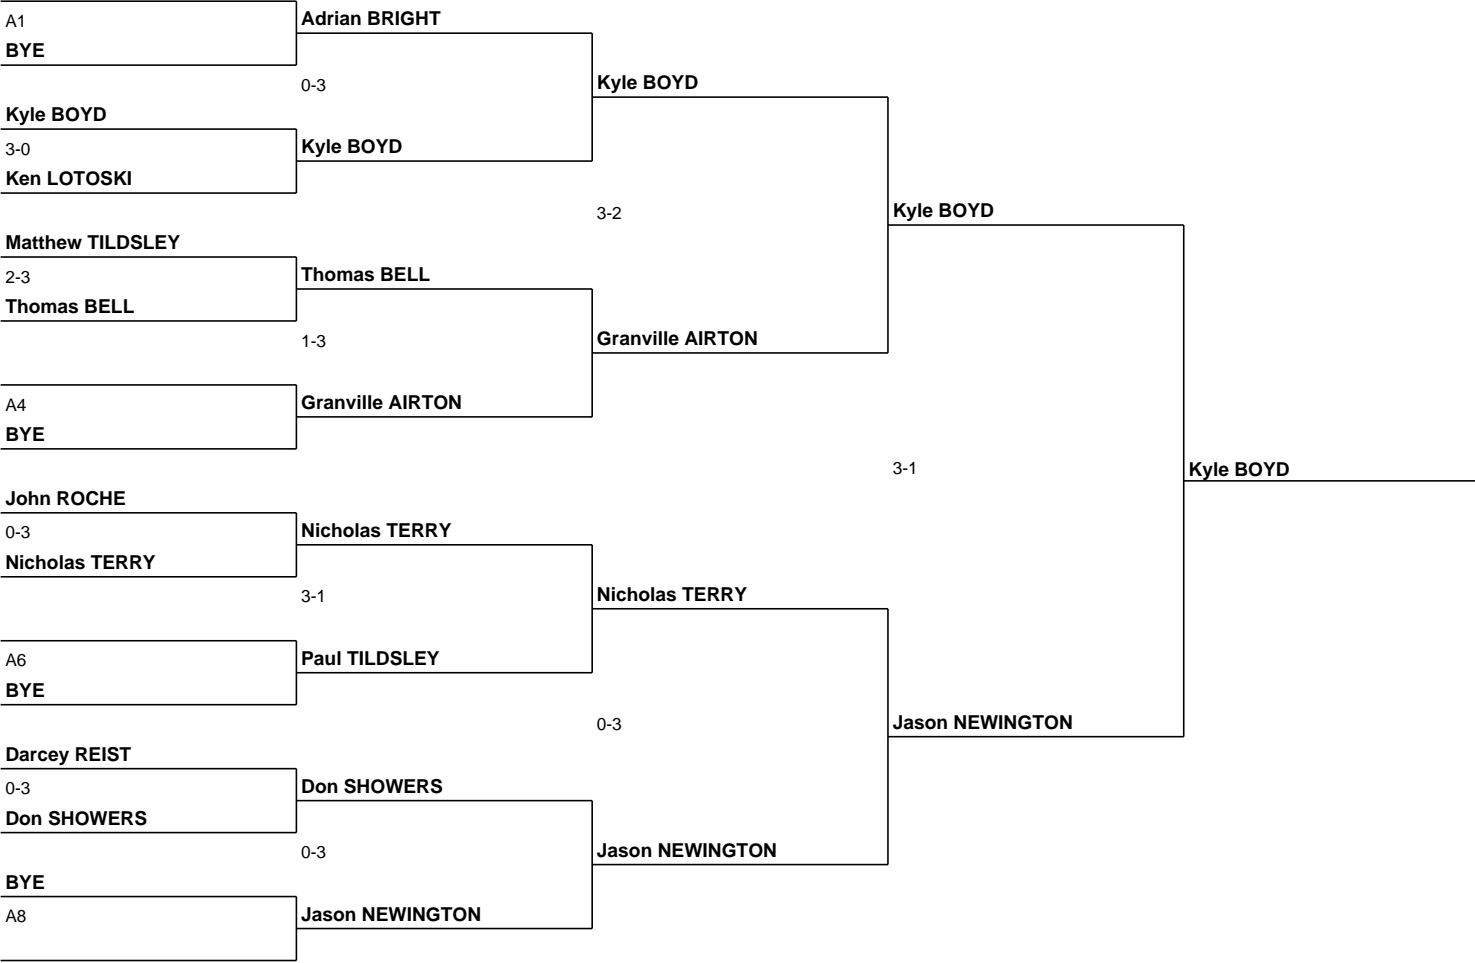 A1
BYE
Adrian BRIGHT
0-3
Kyle BOYD
3-0
Ken LOTOSKI
Kyle BOYD
Kyle BOYD
3-2
Matthew TILDSLEY
2-3
Thomas BELL
Thomas BELL
1-3
A4
BYE
Granville AIRTON
Granville AIRTON
Kyle BOYD
3-1
John ROCHE
0-3
Nicholas TERRY
Nicholas TERRY
3-1
A6
BYE
Paul TILDSLEY
Nicholas TERRY
0-3
Darcey REIST
0-3
Don SHOWERS
Don SHOWERS
0-3
BYE
A8
Jason NEWINGTON
Jason NEWINGTON
Jason NEWINGTON
Kyle BOYD